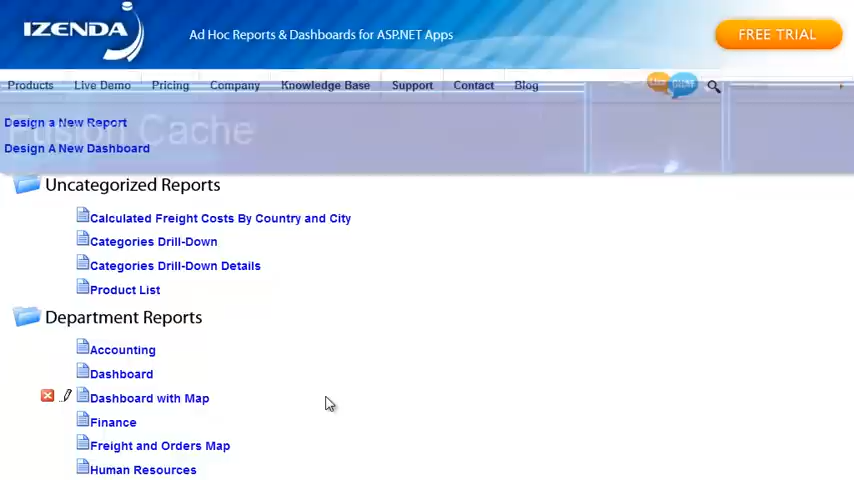 IZENDA
Ad Hoc Reports & Dashboards for ASP.NET Apps
FREE TRIAL
Products Live Demo Pricing Company Knowledge Base Support Contact Blog
Design a New Report
Fusion Cache
Design A New Dashboard
Uncategorized Reports
Calculated Freight Costs By Country and City
Categories Drill-Down
Categories Drill-Down Details
Product List
Department Reports
Accounting
Dashboard
Dashboard with Map
Finance
Freight and Orders Map
Human Resources